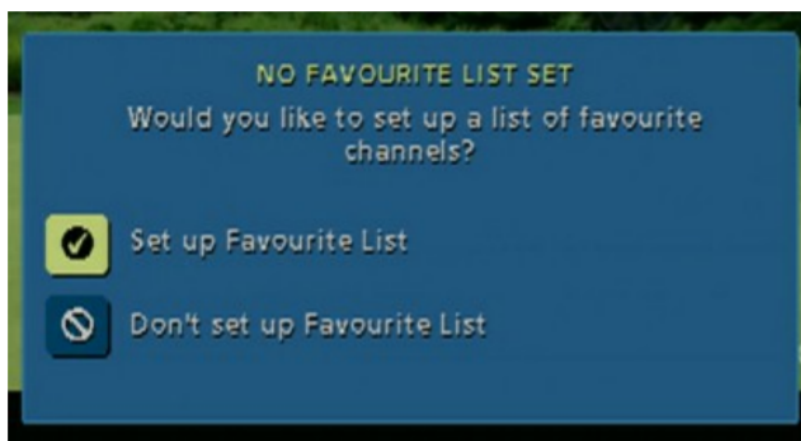 NO FAVOURITE LIST SET
Would you like to set up a list of favourite
channels?
Set up Favourite List
Don't set up Favourite List